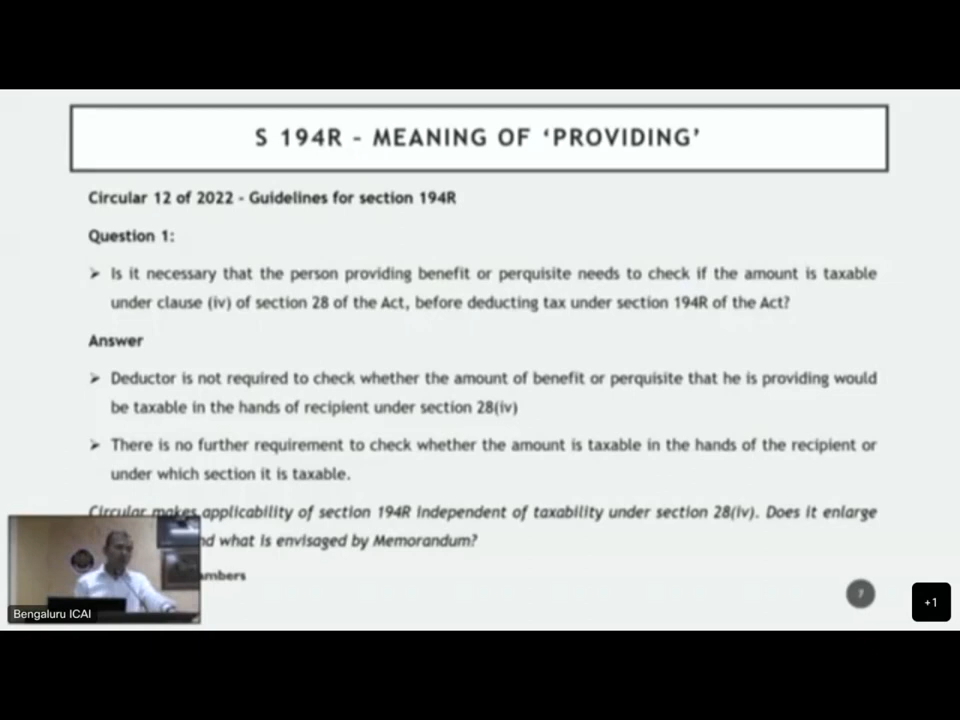 S 194R – MEANING OF ‘PROVIDING’
Circular 12 of 2022 - Guidelines for section 194R
Question 1:
➤ Is it necessary that the person providing benefit or perquisite needs to check if the amount is taxable
under clause (iv) of section 28 of the Act, before deducting tax under section 194R of the Act?
Answer
➤ Deductor is not required to check whether the amount of benefit or perquisite that he is providing would
be taxable in the hands of recipient under section 28(iv)
➤ There is no further requirement to check whether the amount is taxable in the hands of the recipient or
under which section it is taxable.
Circular makes applicability of section 194R independent of taxability under section 28(iv). Does it enlarge
what is envisaged by Memorandum?
7
+1
Bengaluru ICAI